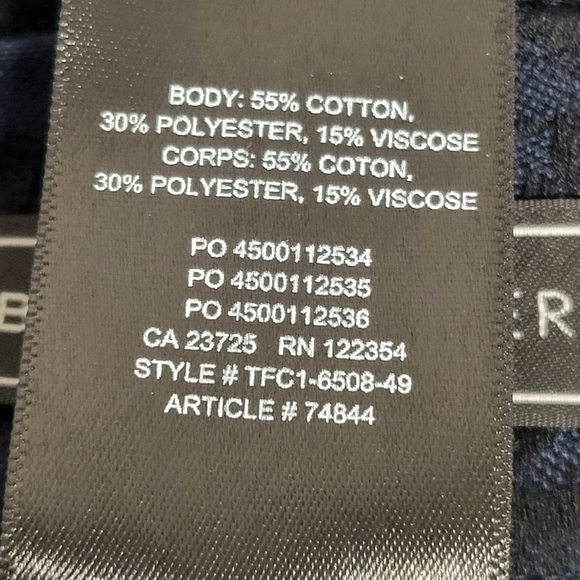 BODY: 55% COTTON,
30% POLYESTER, 15% VISCOSE
CORPS: 55% COTON,
30% POLYESTER, 15% VISCOSE
PO 4500112534
PO 4500112535
PO 4500112536
CA 23725 RN 122354
STYLE # TFC1-6508-49
ARTICLE # 74844
B
ER